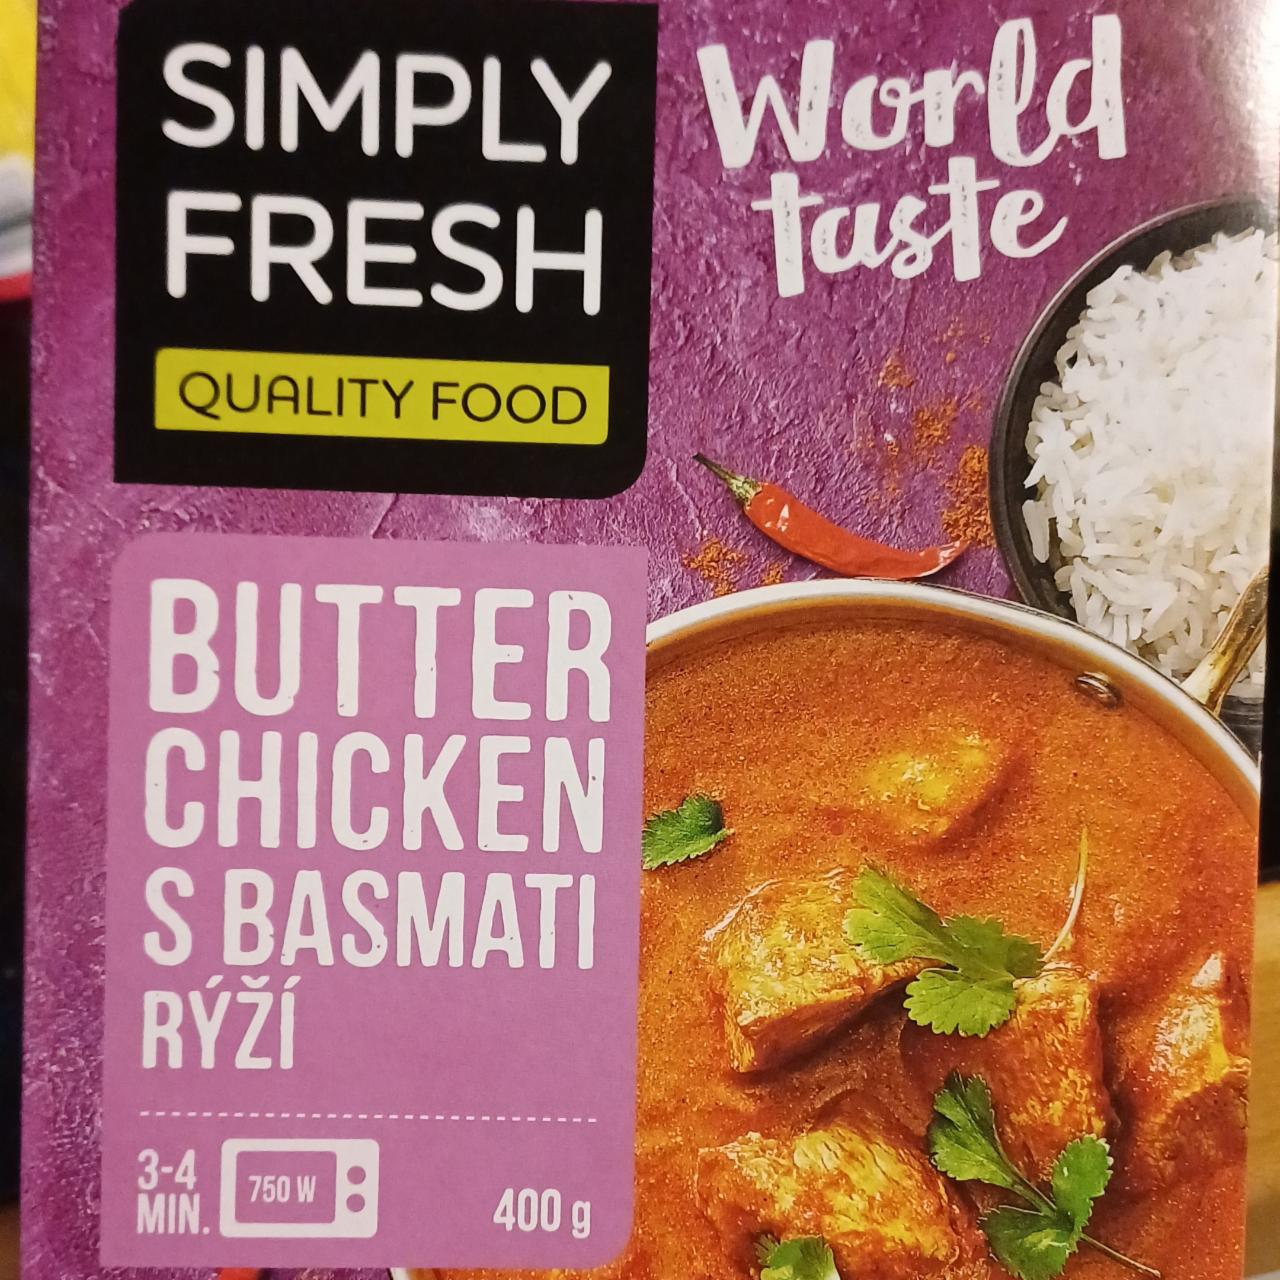 SIMPLY
FRESH
QUALITY FOOD
World
taste
BUTTER
CHICKEN
S BASMATI
RÝŽÍ
3-4
MIN.
750 W
400 g